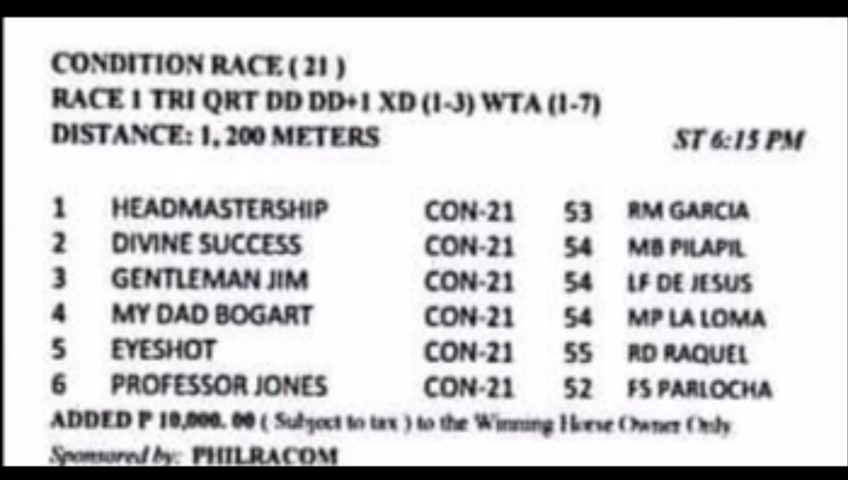 CONDITION RACE ( 21 )
RACE 1 TRI QRT DD DD+1 XD (1-3) WTA (1-7)
DISTANCE: 1, 200 METERS ST 6:15 PM
1 HEADMASTERSHIP CON-21 53 RM GARCIA
2 DIVINE SUCCESS CON-21 54 MB PILAPIL
3 GENTLEMAN JIM CON-21 54 LF DE JESUS
4 MY DAD BOGART CON-21 54 MP LA LOMA
5 EYESHOT CON-21 55 RD RAQUEL
6 PROFESSOR JONES CON-21 52 FS PARLOCHA
ADDED P 10,000. 00 ( Subject to tax ) to the Winning Horse Owner Only
Sponsored by: PHILRACOM